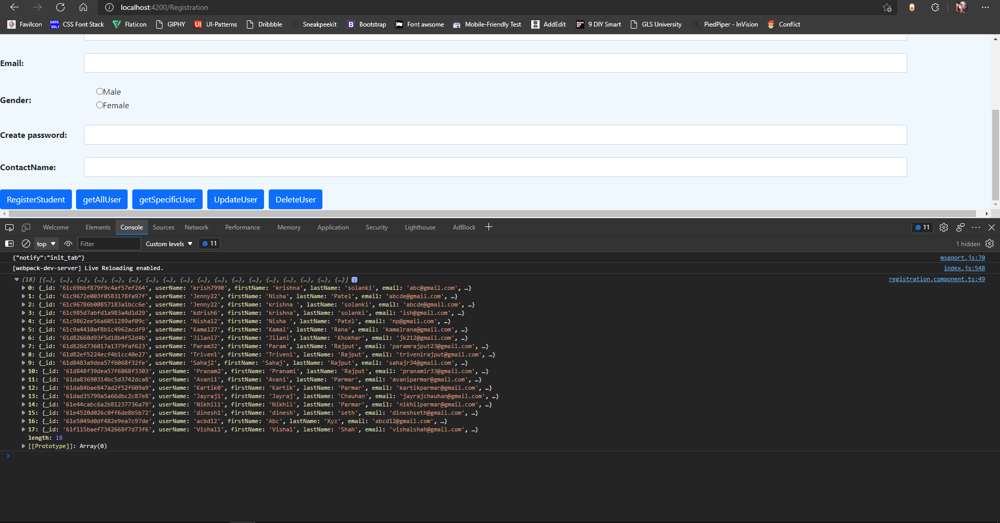 localhost:4200/Registration
FaviIcon CSS Font Stack Flaticon GIPHY UI UI-Patterns Dribbble Sneakpeekit B Bootstrap Font awsome Mobile-Friendly Test AddEdit 9 DIY Smart GLS University PiedPiper - InVision Conflict
Email:
Male
Gender:
Female
Create password:
ContactName:
RegisterStudent getAllUser getSpecificUser UpdateUser DeleteUser
Welcome Elements Console Sources Network Performance Memory Application Security Lighthouse AdBlock 11
top Filter Custom levels 11 1 hidden
{"notify":"init_tab"} msgport.js:70
[webpack-dev-server] Live Reloading enabled. index.js:548
(18) [{…}, {…}, {…}, {…}, {…}, {…}, {…}, {…}, {…}, {…}, {…}, {…}, {…}, {…}, {…}, {…}, {…}, {…}] registration.component.ts:49
0: {_id: '61c69bbf879f9c4af57ef264', userName: 'krish7990', firstName: 'krishna', lastName: 'solanki', email: 'abc@gmail.com', …}
1: {_id: '61c9672e003f0583178fa97f', userName: 'Jenny22', firstName: 'Nisha', lastName: 'Patel', email: 'abcde@gmail.com', …}
2: {_id: '61c96786b00857183a1bcc6e', userName: 'Jenny22', firstName: 'krishna ', lastName: 'solanki', email: 'abcde@gmail.com', …}
3: {_id: '61c985d7abfd1a983a4d1d29', userName: 'kdrish6', firstName: 'krishna', lastName: 'solanki', email: 'ish@gmail.com', …}
4: {_id: '61c9862ee56a6051289af09c', userName: 'Nisha12', firstName: 'Nisha ', lastName: 'Patel', email: 'np@gmail.com', …}
5: {_id: '61c9a4410af8b1c4962acdf9', userName: 'Kamal27', firstName: 'Kamal', lastName: 'Rana', email: 'kamalrana@gmail.com', …}
6: {_id: '61d82660d93f5d18b4f52d4b', userName: 'Jilani7', firstName: 'Jilani', lastName: 'Khokhar', email: 'jk212@gmail.com', …}
7: {_id: '61d826d736017a1379faf623', userName: 'Param32', firstName: 'Param', lastName: 'Rajput', email: 'paramrajput23@gmail.com', …}
8: {_id: '61d82ef5224ecf4b1cc40e27', userName: 'Triven1', firstName: 'Triveni', lastName: 'Rajput', email: 'trivenirajput@gmail.com', …}
9: {_id: '61d8483a9dea57f6068f32fe', userName: 'Sahaj2', firstName: 'Sahaj', lastName: 'Rajput', email: 'sahajr34@gmail.com', …}
10: {_id: '61d848f39dea57f6068f3303', userName: 'Pranam2', firstName: 'Pranami', lastName: 'Rajput', email: 'pranamir33@gmail.com', …}
11: {_id: '61da83690314bc5d3742dca8', userName: 'Avani1', firstName: 'Avani', lastName: 'Parmar', email: 'avaniparmar@gmail.com', …}
12: {_id: '61da84bae847ad2f52f609a9', userName: 'Kartik0', firstName: 'Kartik', lastName: 'Parmar', email: 'kartikparmar@gmail.com', …}
13: {_id: '61dad35799a5a66dbc2c87e8', userName: 'Jayraj1', firstName: 'Jayraj', lastName: 'Chauhan', email: 'jayrajchauhan@gmail.com', …}
14: {_id: '61e44cabc6a2b81237736a79', userName: 'Nikhil1', firstName: 'Nikhil', lastName: 'Parmar', email: 'nikhilparmar@gmail.com', …}
15: {_id: '61e4520d026c0ff6de8b5b72', userName: 'dinesh1', firstName: 'dinesh', lastName: 'seth', email: 'dineshseth@gmail.com', …}
16: {_id: '61e5049d0df482e9ea7c97de', userName: 'acbd12', firstName: 'Abc', lastName: 'Xyz', email: 'abcd12@gmail.com', …}
17: {_id: '61f115baef7342668f7d73f6', userName: 'Vishal1', firstName: 'Vishal', lastName: 'Shah', email: 'vishalshah@gmail.com', …}
length: 18
[[Prototype]]: Array(0)